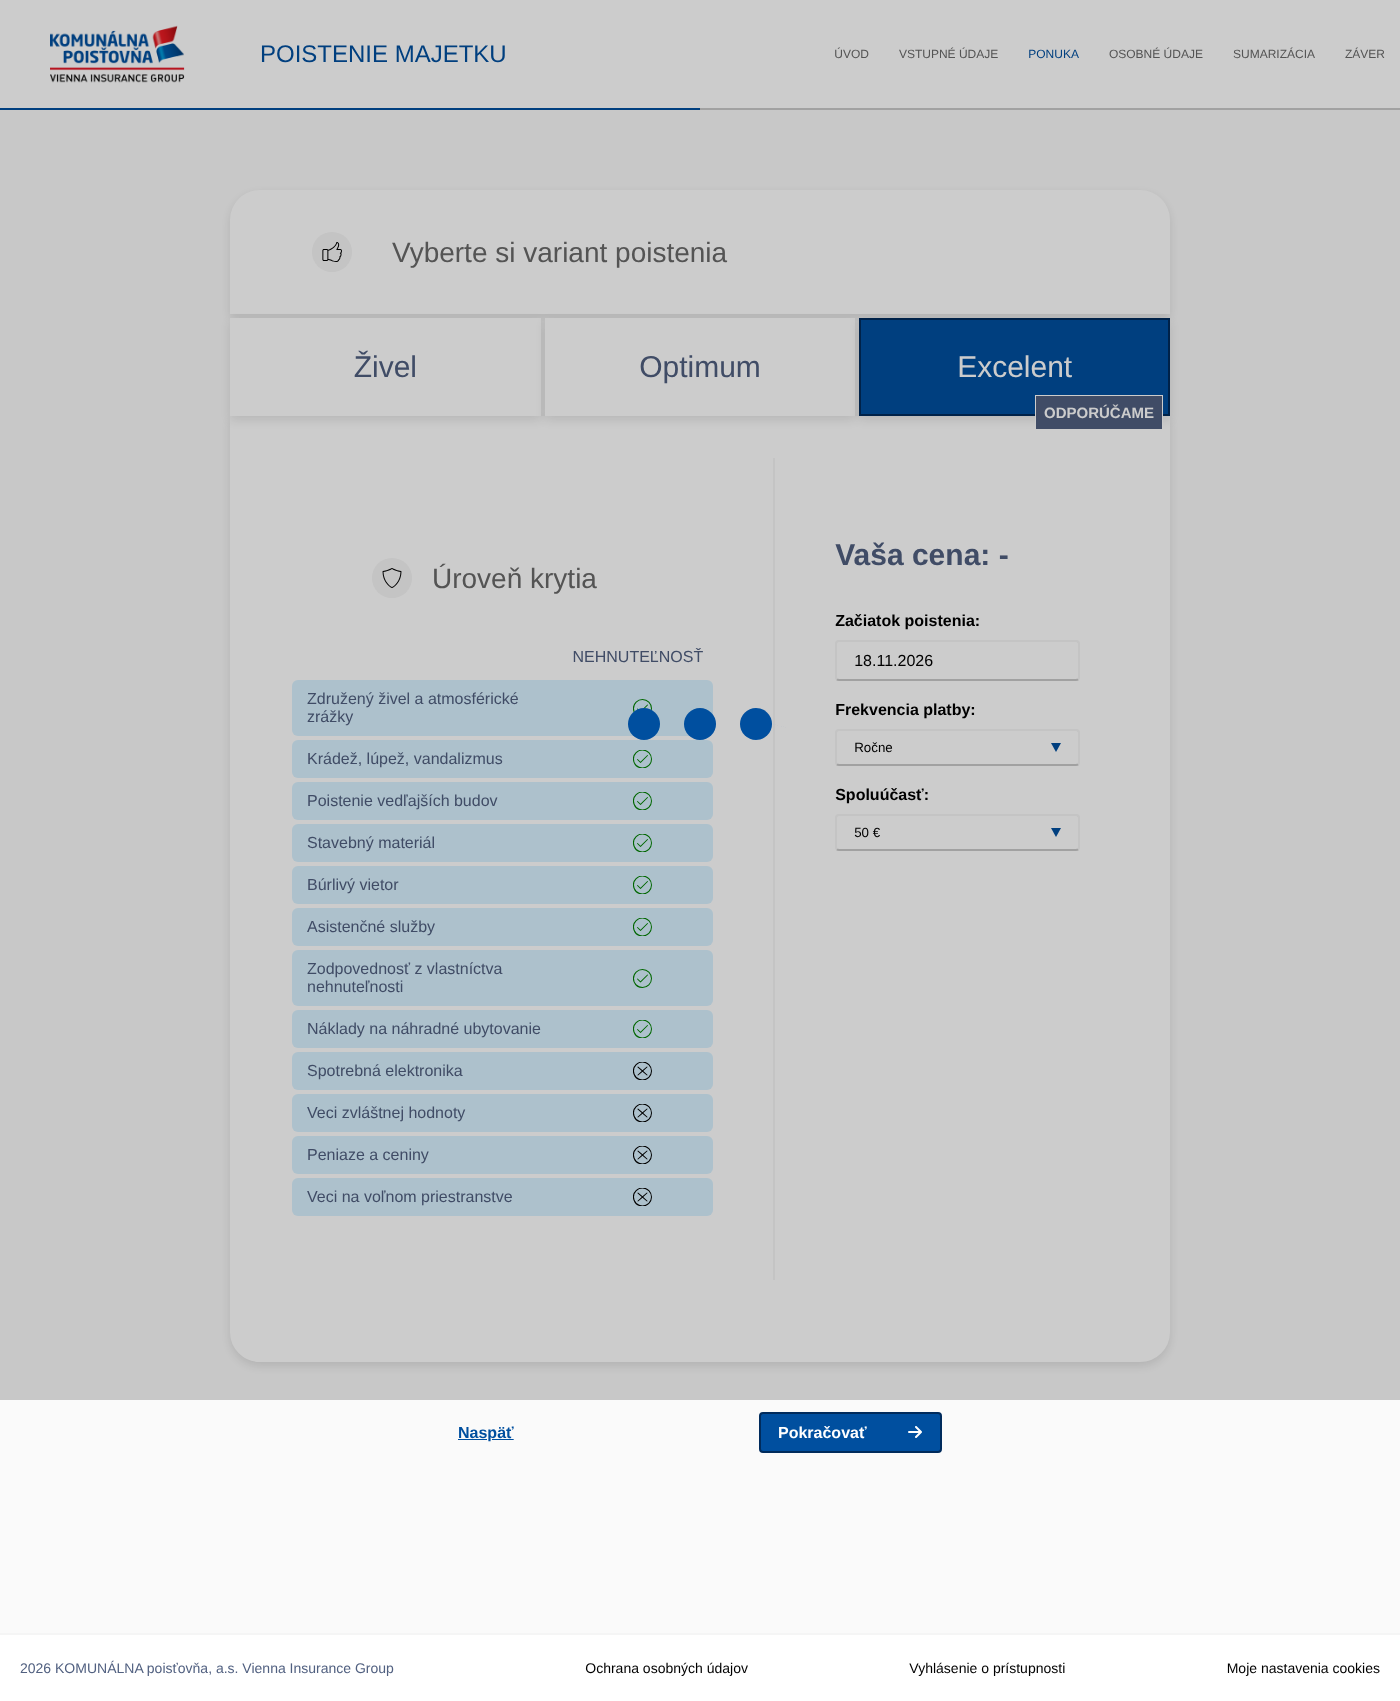 KOMUNÁLNA
POISŤOVŇA
VIENNA INSURANCE GROUP
POISTENIE MAJETKU
ÚVOD
VSTUPNÉ ÚDAJE
PONUKA
OSOBNÉ ÚDAJE
SUMARIZÁCIA
ZÁVER
Vyberte si variant poistenia
Živel
Optimum
Excelent
ODPORÚČAME
Úroveň krytia
NEHNUTEĽNOSŤ
Združený živel a atmosférické
zrážky
Krádež, lúpež, vandalizmus
Poistenie vedľajších budov
Stavebný materiál
Búrlivý vietor
Asistenčné služby
Zodpovednosť z vlastníctva
nehnuteľnosti
Náklady na náhradné ubytovanie
Spotrebná elektronika
Veci zvláštnej hodnoty
Peniaze a ceniny
Veci na voľnom priestranstve
Vaša cena: -
Začiatok poistenia:
18.11.2026
Frekvencia platby:
Ročne
Spoluúčasť:
50 €
Naspäť
Pokračovať
2026 KOMUNÁLNA poisťovňa, a.s. Vienna Insurance Group
Ochrana osobných údajov
Vyhlásenie o prístupnosti
Moje nastavenia cookies